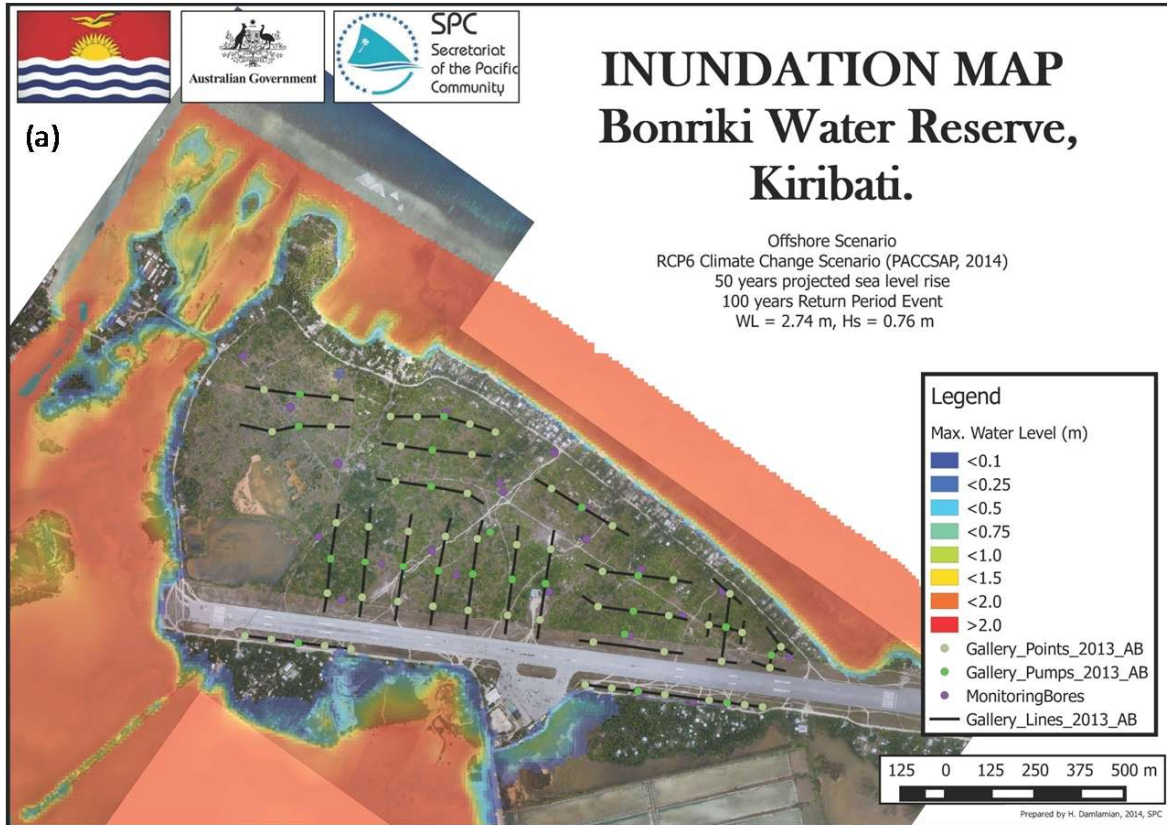 Australian Government
SPC
Secretariat
of the Pacific
Community
(a)
INUNDATION MAP
Bonriki Water Reserve,
Kiribati.
Offshore Scenario
RCP6 Climate Change Scenario (PACCSAP, 2014)
50 years projected sea level rise
100 years Return Period Event
WL = 2.74 m, Hs = 0.76 m
Legend
Max. Water Level (m)
<0.1
<0.25
<0.5
<0.75
<1.0
<1.5
<2.0
>2.0
Gallery_Points_2013_AB
Gallery_Pumps_2013_AB
MonitoringBores
Gallery_Lines_2013_AB
125 0 125 250 375 500 m
Prepared by H. Damlamian, 2014, SPC